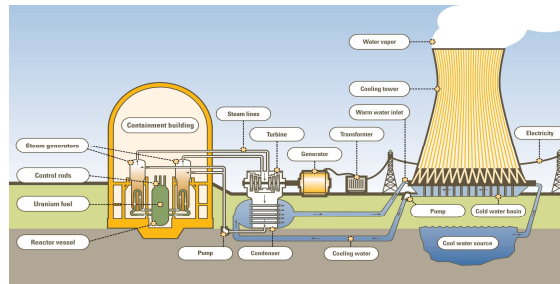 Water vapor
Cooling tower
Warm water inlet
Steam lines
Containment building
Turbine
Transformer
Electricity
Steam generators
Generator
Control rods
Uranium fuel
Pump
Cold water basin
Reactor vessel
Pump
Condensor
Cooling water
Cool water source